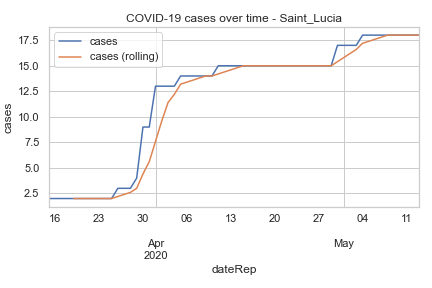 COVID-19 cases over time - Saint_Lucia
cases
cases (rolling)
cases
17.5
15.0
12.5
10.0
7.5
5.0
2.5
16 23 30 06 13 20 27 04 11
Apr May
2020
dateRep